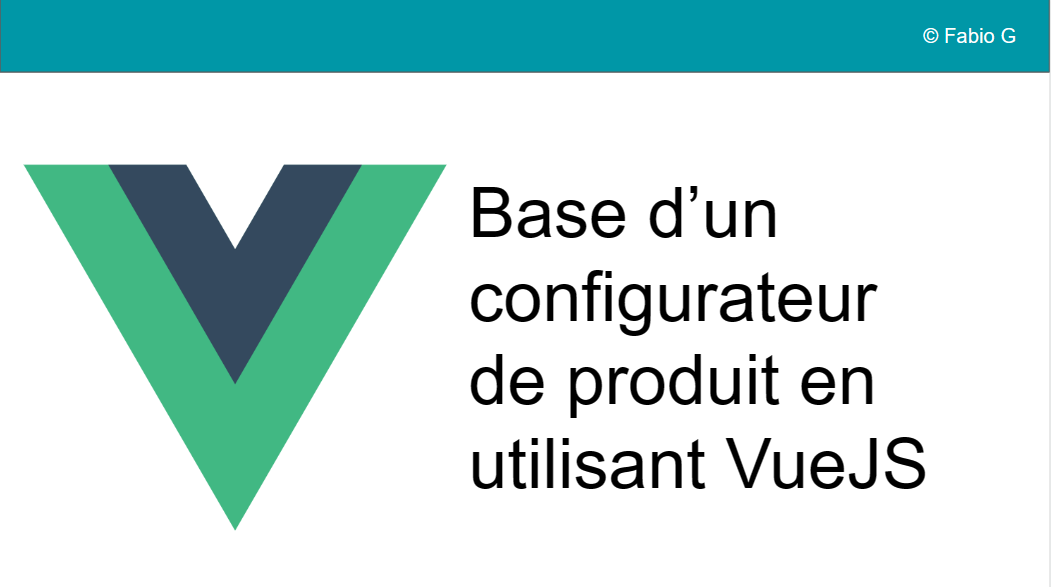 © Fabio G
Base d’un
configurateur
de produit en
utilisant VueJS